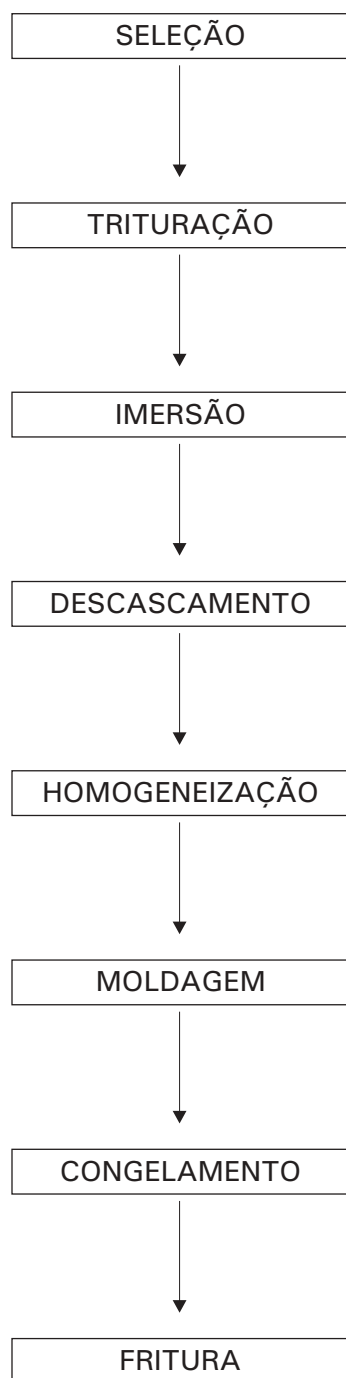 SELEÇÃO
TRITURAÇÃO
IMERSÃO
DESCASCAMENTO
HOMOGENEIZAÇÃO
MOLDAGEM
CONGELAMENTO
FRITURA